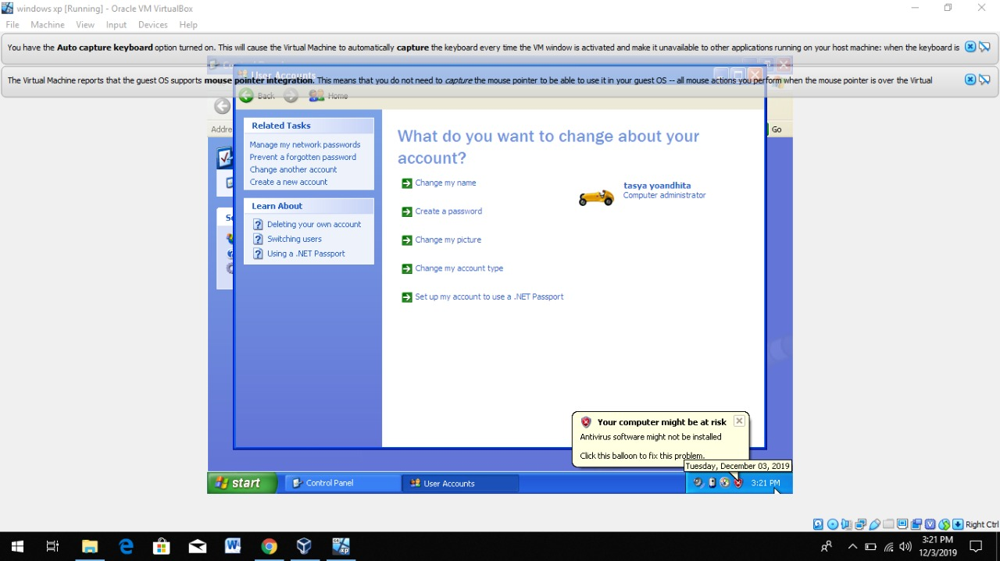 windows xp [Running] - Oracle VM VirtualBox
File Machine View Input Devices Help
You have the Auto capture keyboard option turned on. This will cause the Virtual Machine to automatically capture the keyboard every time the VM window is activated and make it unavailable to other applications running on your host machine: when the keyboard is
The Virtual Machine reports that the guest OS supports mouse pointer integration. This means that you do not need to capture the mouse pointer to be able to use it in your guest OS -- all mouse actions you perform when the mouse pointer is over the Virtual
User Accounts
Back Home
Addre
Go
Related Tasks
Manage my network passwords
Prevent a forgotten password
Change another account
Create a new account
Learn About
Deleting your own account
Switching users
Using a .NET Passport
What do you want to change about your
account?
Change my name
Create a password
Change my picture
Change my account type
Set up my account to use a .NET Passport
tasya yoandhita
Computer administrator
Your computer might be at risk
Antivirus software might not be installed
Click this balloon to fix this problem.
Tuesday, December 03, 2019
start Control Panel User Accounts 3:21 PM
Right Ctrl
3:21 PM
12/3/2019